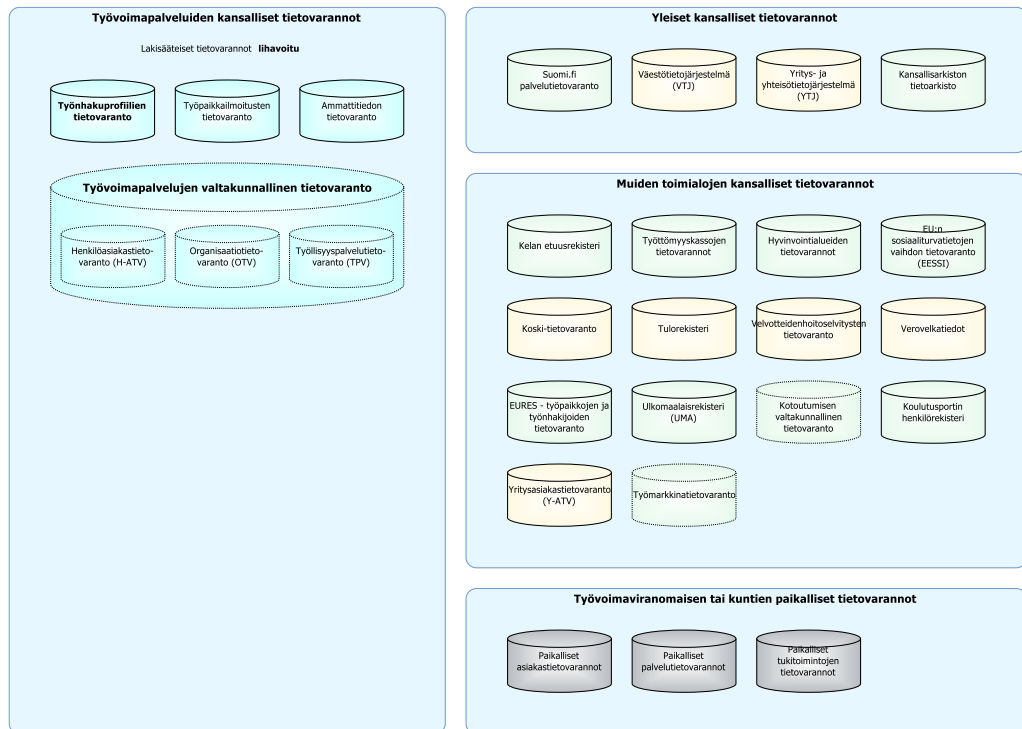 Työvoimapalveluiden kansalliset tietovarannot
Lakisääteiset tietovarannot lihavoitu
Työnhakuprofiilien
tietovaranto
Työpaikkailmoitusten
tietovaranto
Ammattitiedon
tietovaranto
Työvoimapalvelujen valtakunnallinen tietovaranto
Henkilöasiakastieto-
varanto (H-ATV)
Organisaatiotieto-
varanto (OTV)
Työllisyyspalvelutieto-
varanto (TPV)
Yleiset kansalliset tietovarannot
Suomi.fi
palvelutietovaranto
Väestötietojärjestelmä
(VTJ)
Yritys- ja
yhteisötietojärjestelmä
(YTJ)
Kansallisarkiston
tietoarkisto
Muiden toimialojen kansalliset tietovarannot
Kelan etuusrekisteri
Työttömyyskassojen
tietovarannot
Hyvinvointialueiden
tietovarannot
EU:n
sosiaaliturvatietojen
vaihdon tietovaranto
(EESSI)
Koski-tietovaranto
Tulorekisteri
Velvotteidenhoitoselvitysten
tietovaranto
Verovelkatiedot
EURES - työpaikkojen ja
työnhakijoiden
tietovaranto
Ulkomaalaisrekisteri
(UMA)
Kotoutumisen
valtakunnallinen
tietovaranto
Koulutusportin
henkilörekisteri
Yritysasiakastietovaranto
(Y-ATV)
Työmarkkinatietovaranto
Työvoimaviranomaisen tai kuntien paikalliset tietovarannot
Paikalliset
asiakastietovarannot
Paikalliset
palvelutietovarannot
Paikalliset
tukitoimintojen
tietovarannot